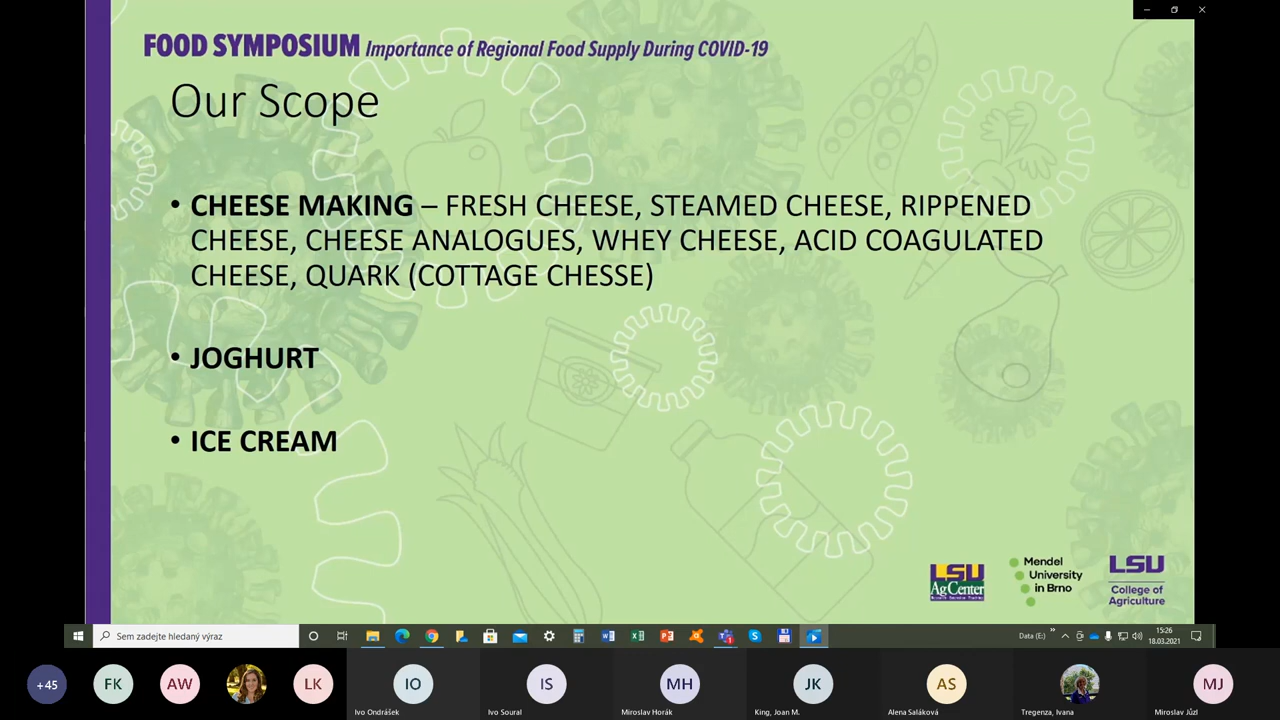 FOOD SYMPOSIUM Importance of Regional Food Supply During COVID-19
Our Scope
• CHEESE MAKING – FRESH CHEESE, STEAMED CHEESE, RIPPENED
CHEESE, CHEESE ANALOGUES, WHEY CHEESE, ACID COAGULATED
CHEESE, QUARK (COTTAGE CHESSE)
• JOGHURT
• ICE CREAM
LSU
AgCenter
Mendel
University
in Brno
LSU
College of
Agriculture
Sem zadejte hledaný výraz
Data (E:)
15:26
18.03.2021
+45
FK
AW
LK
IO
IS
MH
JK
AS
MJ
Ivo Ondrášek
Ivo Soural
Miroslav Horák
King, Joan M.
Alena Saláková
Tregenza, Ivana
Miroslav Jůzl